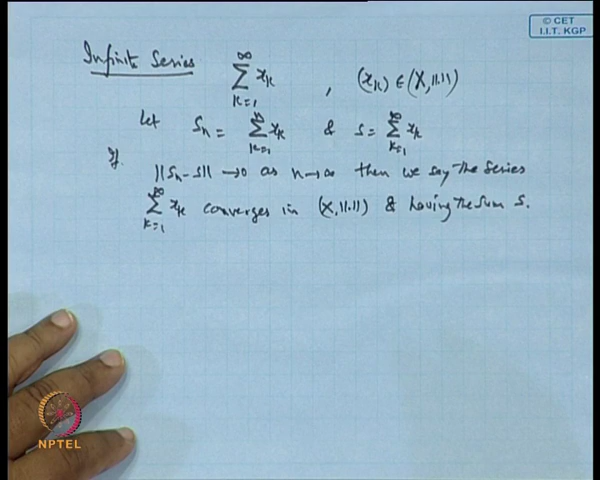 © CET
I.I.T. KGP
Infinite Series ∑_{k=1}^{∞} x_k , (x_k) ∈ (X, ||.||)
Let S_n = ∑_{k=1}^{n} x_k & s = ∑_{k=1}^{∞} x_k
If ||S_n - s|| → 0 as n → ∞ then we say the series
∑_{k=1}^{∞} x_k converges in (X, ||.||) & having the sum s.
NPTEL